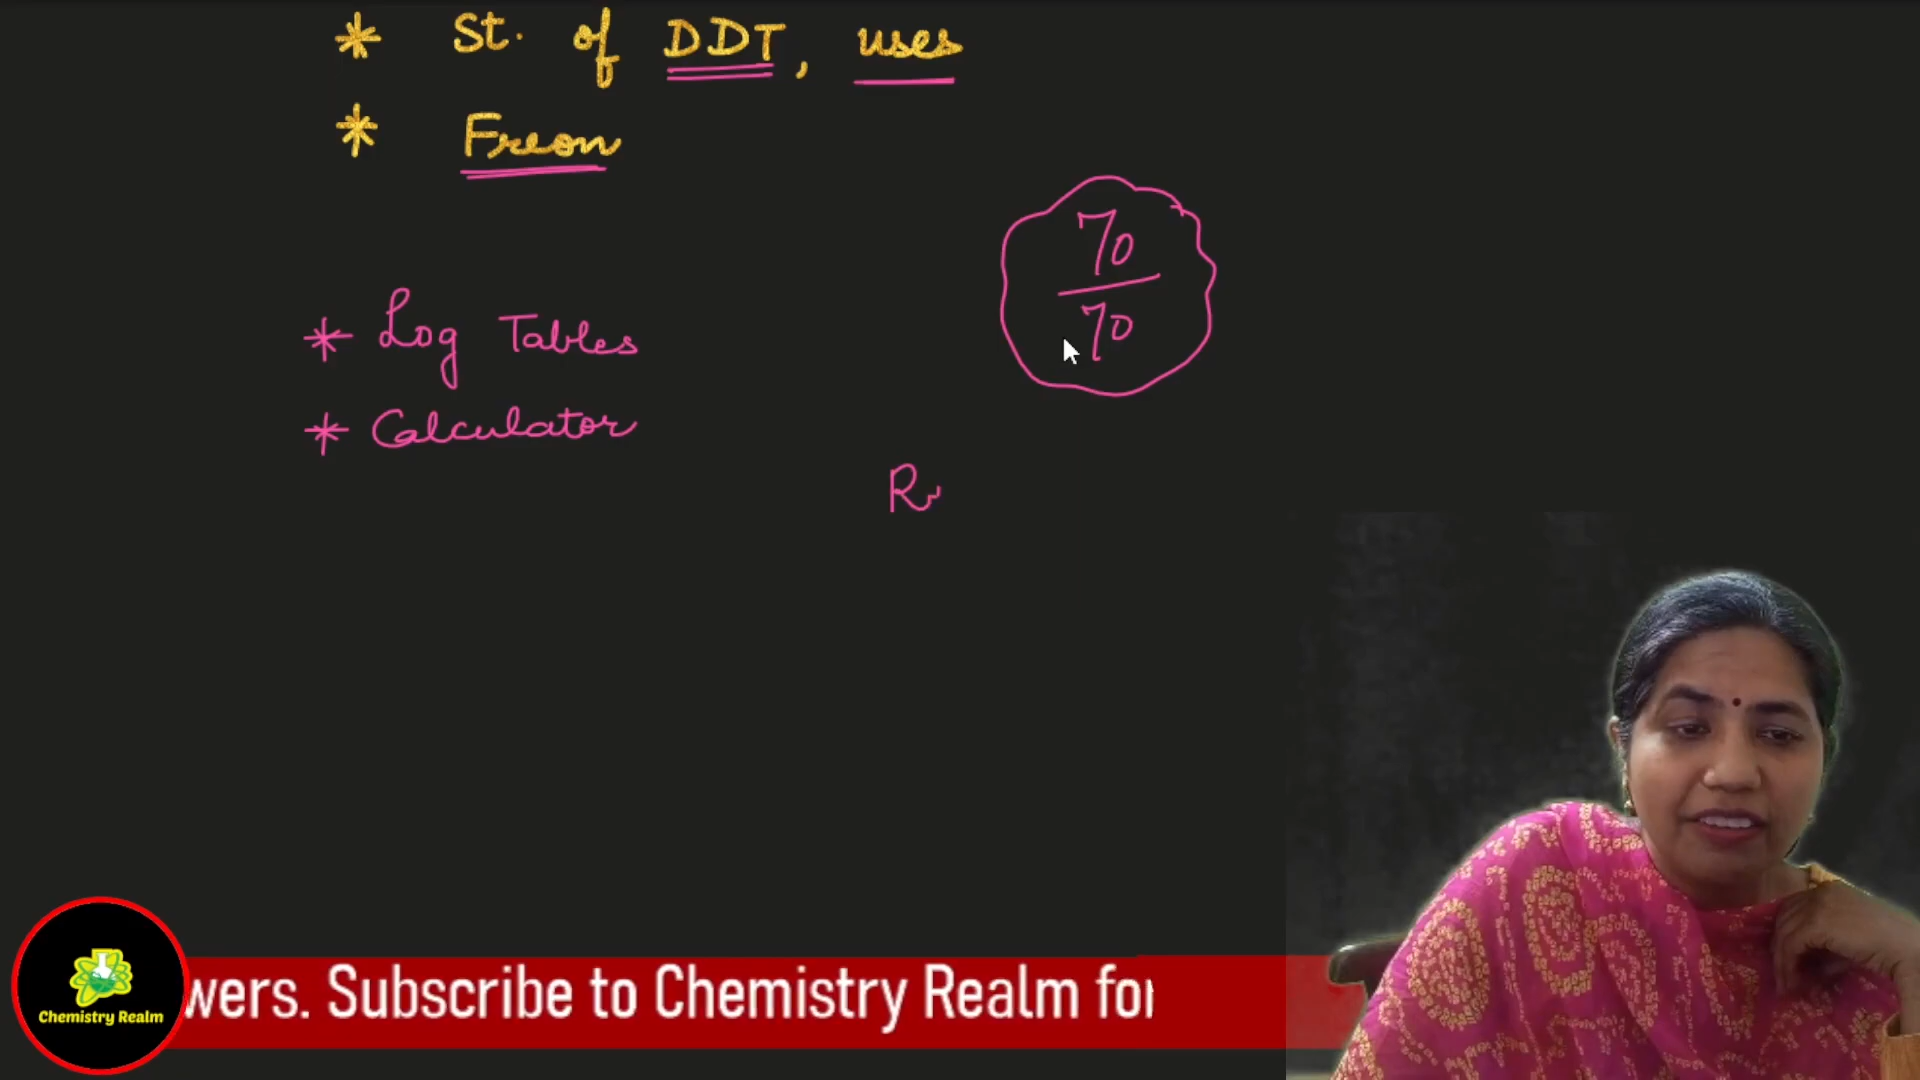 * St. of DDT, uses
* Freon
70
70
* Log Tables
* Calculator
R
wers. Subscribe to Chemistry Realm for
Chemistry Realm